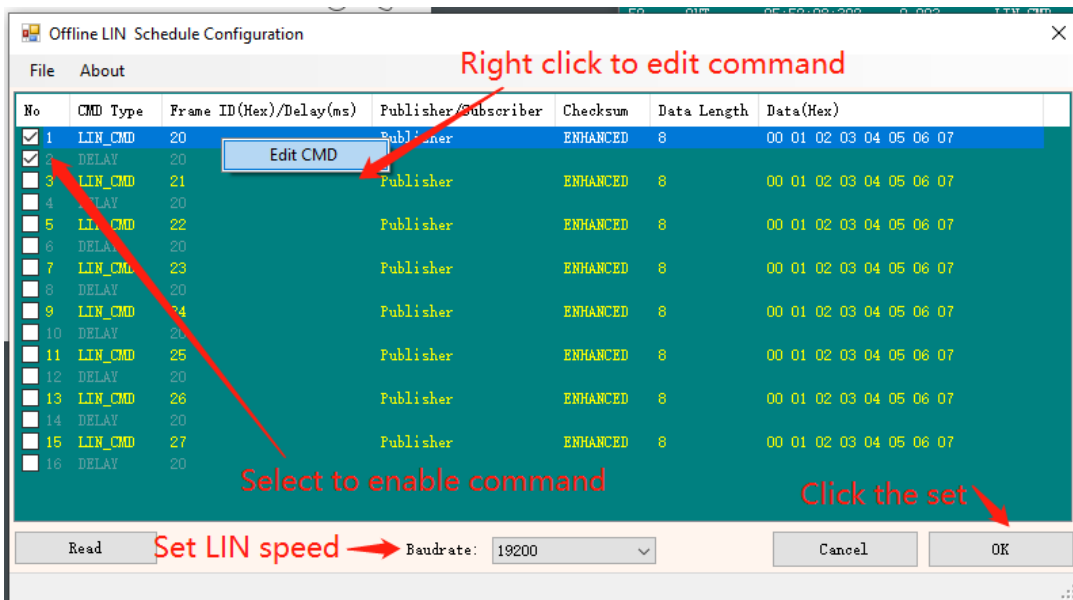 Offline LIN  Schedule Configuration
File About
Right click to edit command
No CMD Type Frame ID(Hex)/Delay(ms) Publisher/Subscriber Checksum Data Length Data(Hex)
1 LIN_CMD 20 Publisher ENHANCED 8 00 01 02 03 04 05 06 07
Edit CMD
2 DELAY 20
3 LIN_CMD 21 Publisher ENHANCED 8 00 01 02 03 04 05 06 07
4 DELAY 20
5 LIN_CMD 22 Publisher ENHANCED 8 00 01 02 03 04 05 06 07
6 DELAY 20
7 LIN_CMD 23 Publisher ENHANCED 8 00 01 02 03 04 05 06 07
8 DELAY 20
9 LIN_CMD 24 Publisher ENHANCED 8 00 01 02 03 04 05 06 07
10 DELAY 20
11 LIN_CMD 25 Publisher ENHANCED 8 00 01 02 03 04 05 06 07
12 DELAY 20
13 LIN_CMD 26 Publisher ENHANCED 8 00 01 02 03 04 05 06 07
14 DELAY 20
15 LIN_CMD 27 Publisher ENHANCED 8 00 01 02 03 04 05 06 07
16 DELAY 20
Select to enable command
Click the set
Read Set LIN speed Baudrate: 19200 Cancel OK